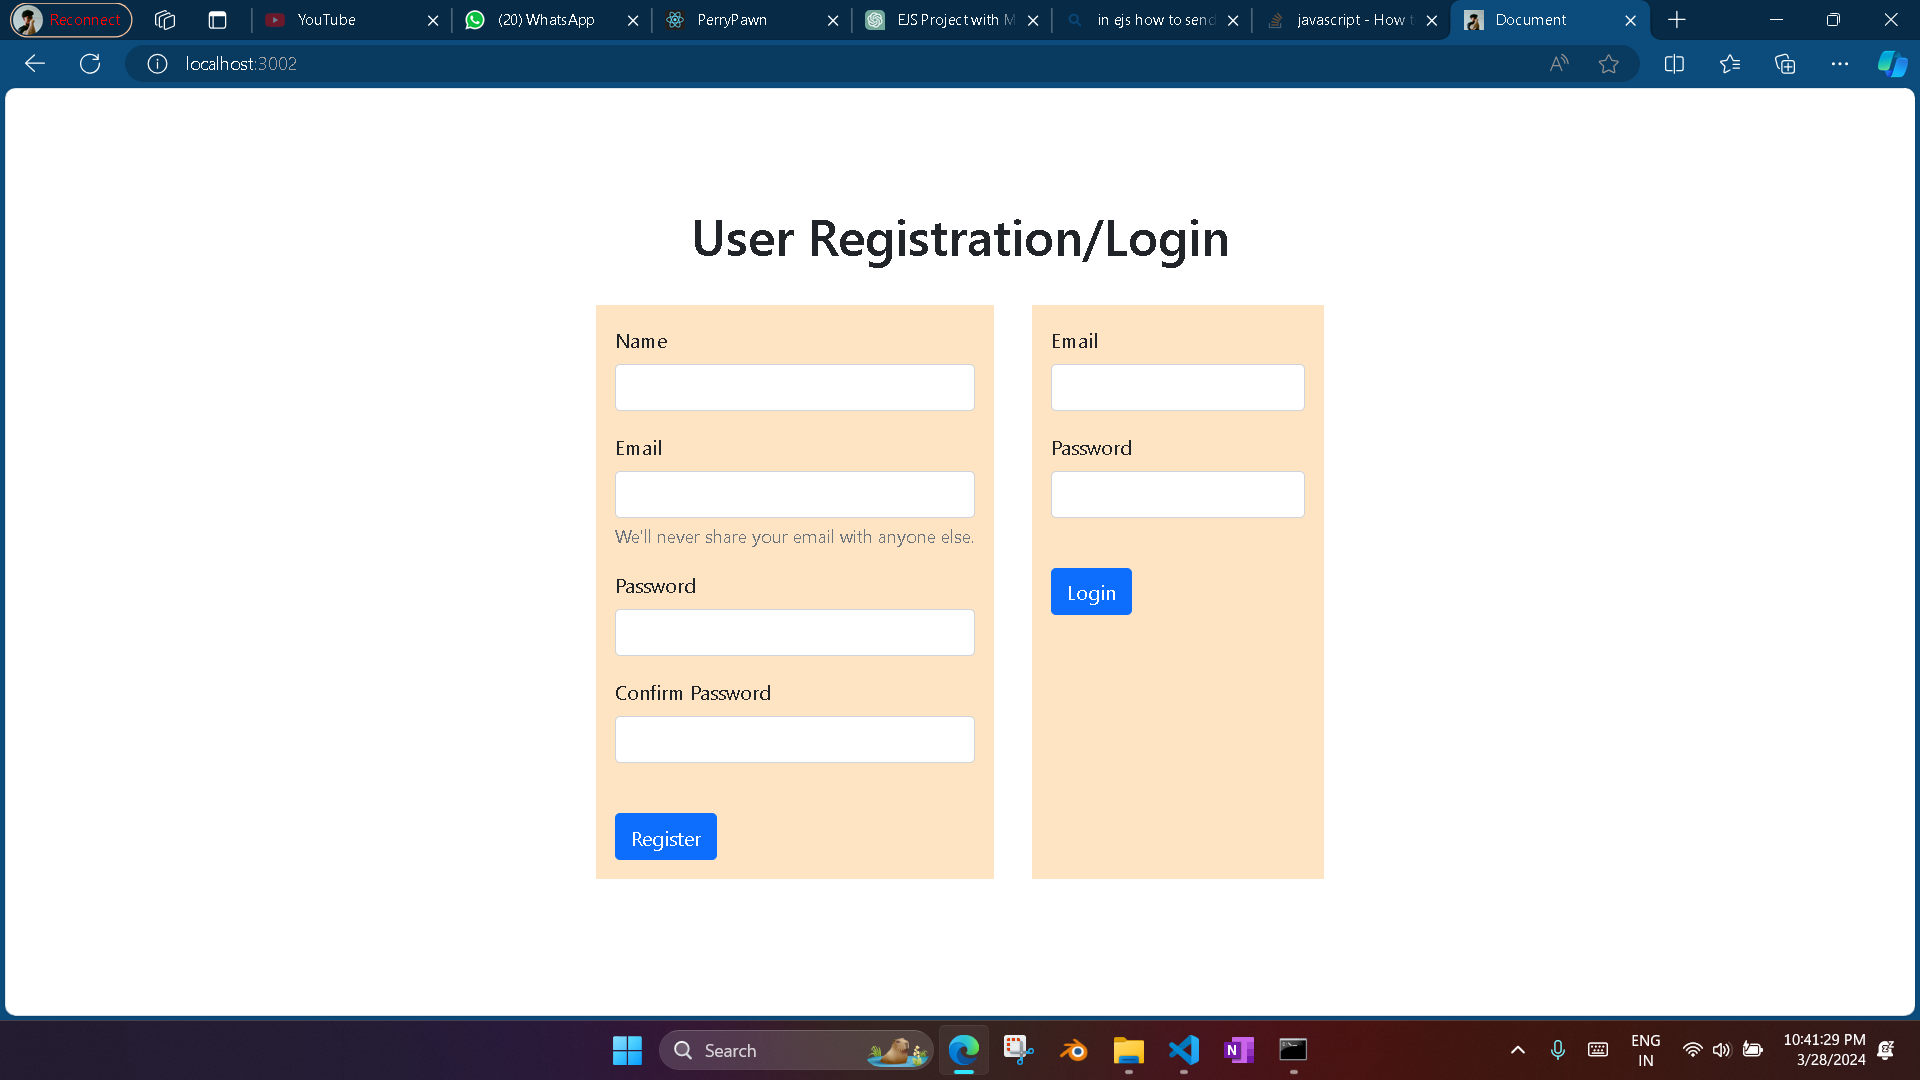 Reconnect
YouTube
(20) WhatsApp
PerryPawn
EJS Project with M
in ejs how to send
javascript - How t
Document
localhost:3002
User Registration/Login
Name
Email
We'll never share your email with anyone else.
Password
Confirm Password
Register
Email
Password
Login
Search
ENG
IN
10:41:29 PM
3/28/2024